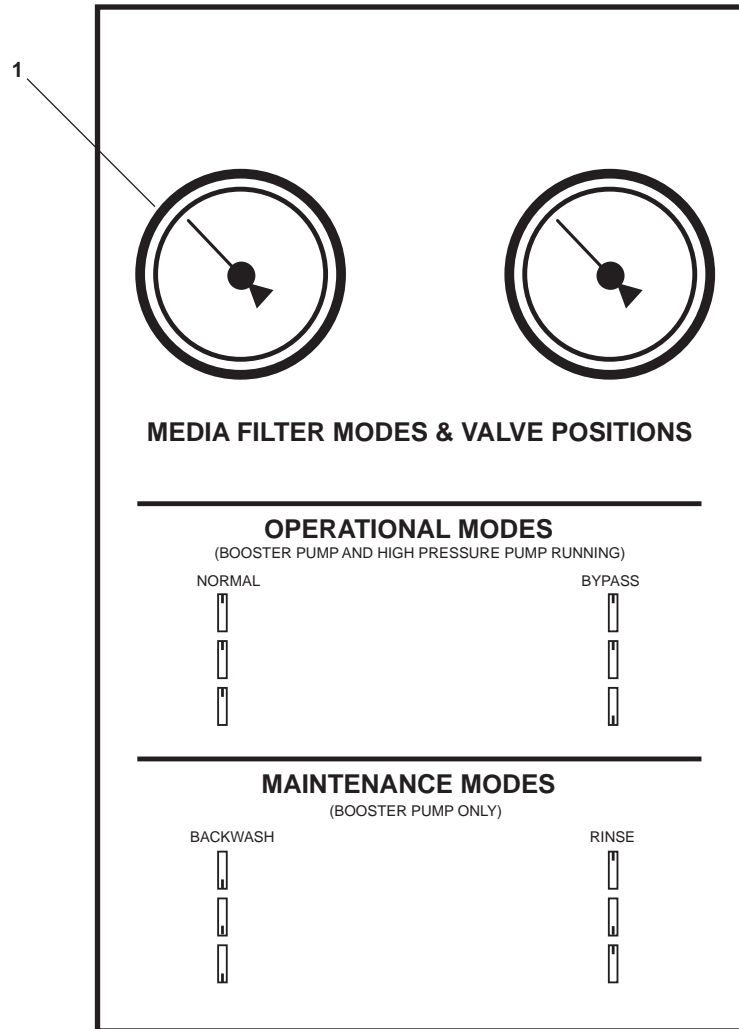 1
MEDIA FILTER MODES & VALVE POSITIONS
OPERATIONAL MODES
(BOOSTER PUMP AND HIGH PRESSURE PUMP RUNNING)
NORMAL BYPASS
MAINTENANCE MODES
(BOOSTER PUMP ONLY)
BACKWASH RINSE